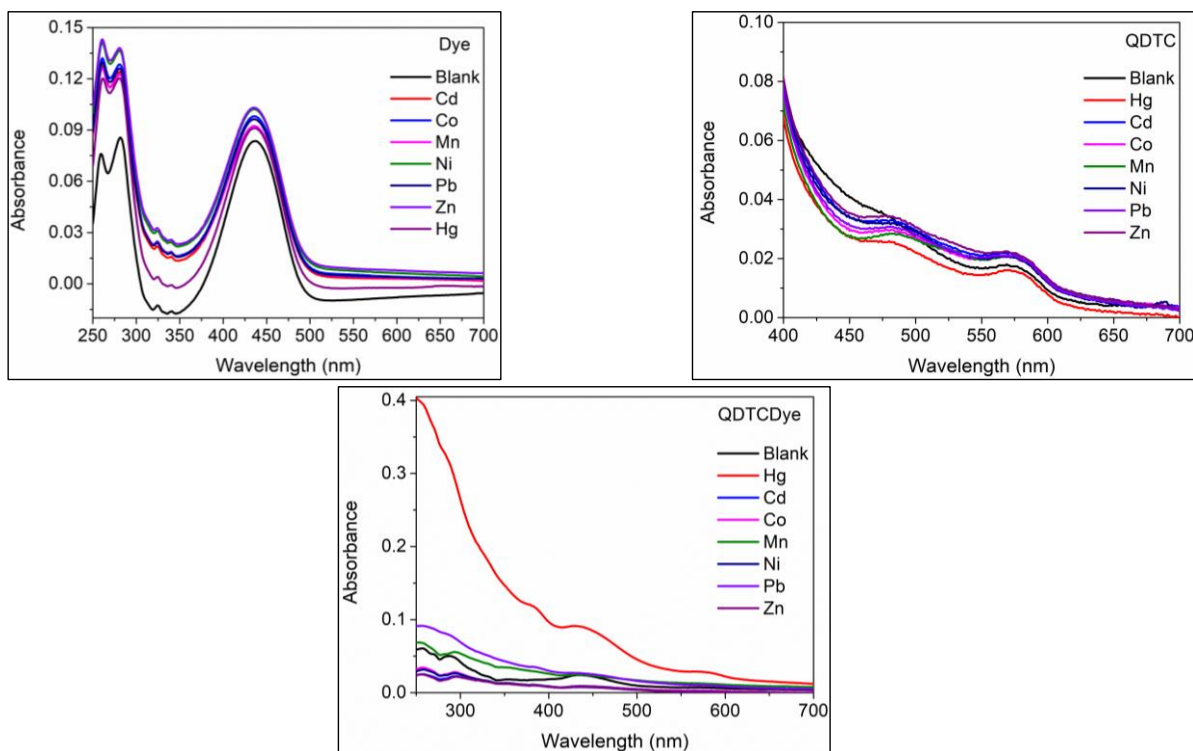 Dye
Blank
Cd
Co
Mn
Ni
Pb
Zn
Hg
0.15
0.12
0.09
0.06
0.03
0.00
Absorbance
250 300 350 400 450 500 550 600 650 700
Wavelength (nm)
QDTC
Blank
Hg
Cd
Co
Mn
Ni
Pb
Zn
0.10
0.08
0.06
0.04
0.02
0.00
Absorbance
400 450 500 550 600 650 700
Wavelength (nm)
QDTCDye
Blank
Hg
Cd
Co
Mn
Ni
Pb
Zn
0.4
0.3
0.2
0.1
0.0
Absorbance
300 400 500 600 700
Wavelength (nm)